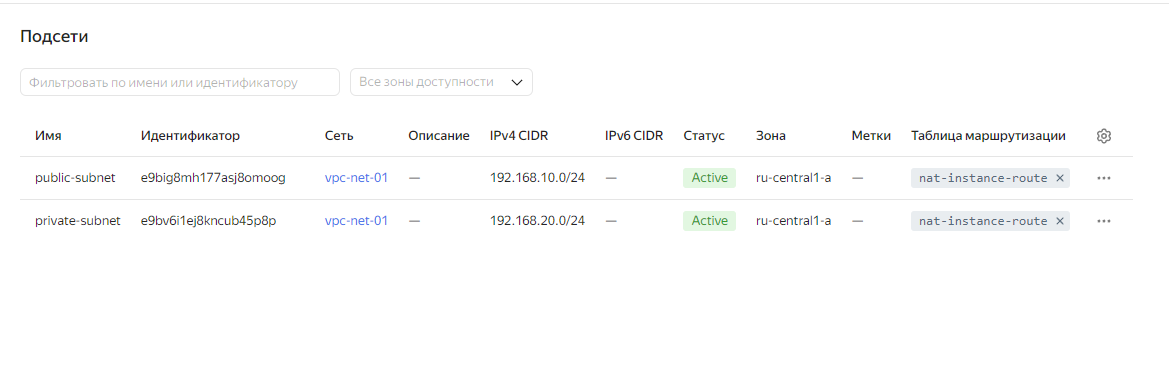 Подсети
Фильтровать по имени или идентификатору Все зоны доступности
Имя Идентификатор Сеть Описание IPv4 CIDR IPv6 CIDR Статус Зона Метки Таблица маршрутизации
public-subnet e9big8mh177asj8omoog vpc-net-01 — 192.168.10.0/24 — Active ru-central1-a — nat-instance-route ×
private-subnet e9bv6i1ej8kncub45p8p vpc-net-01 — 192.168.20.0/24 — Active ru-central1-a — nat-instance-route ×